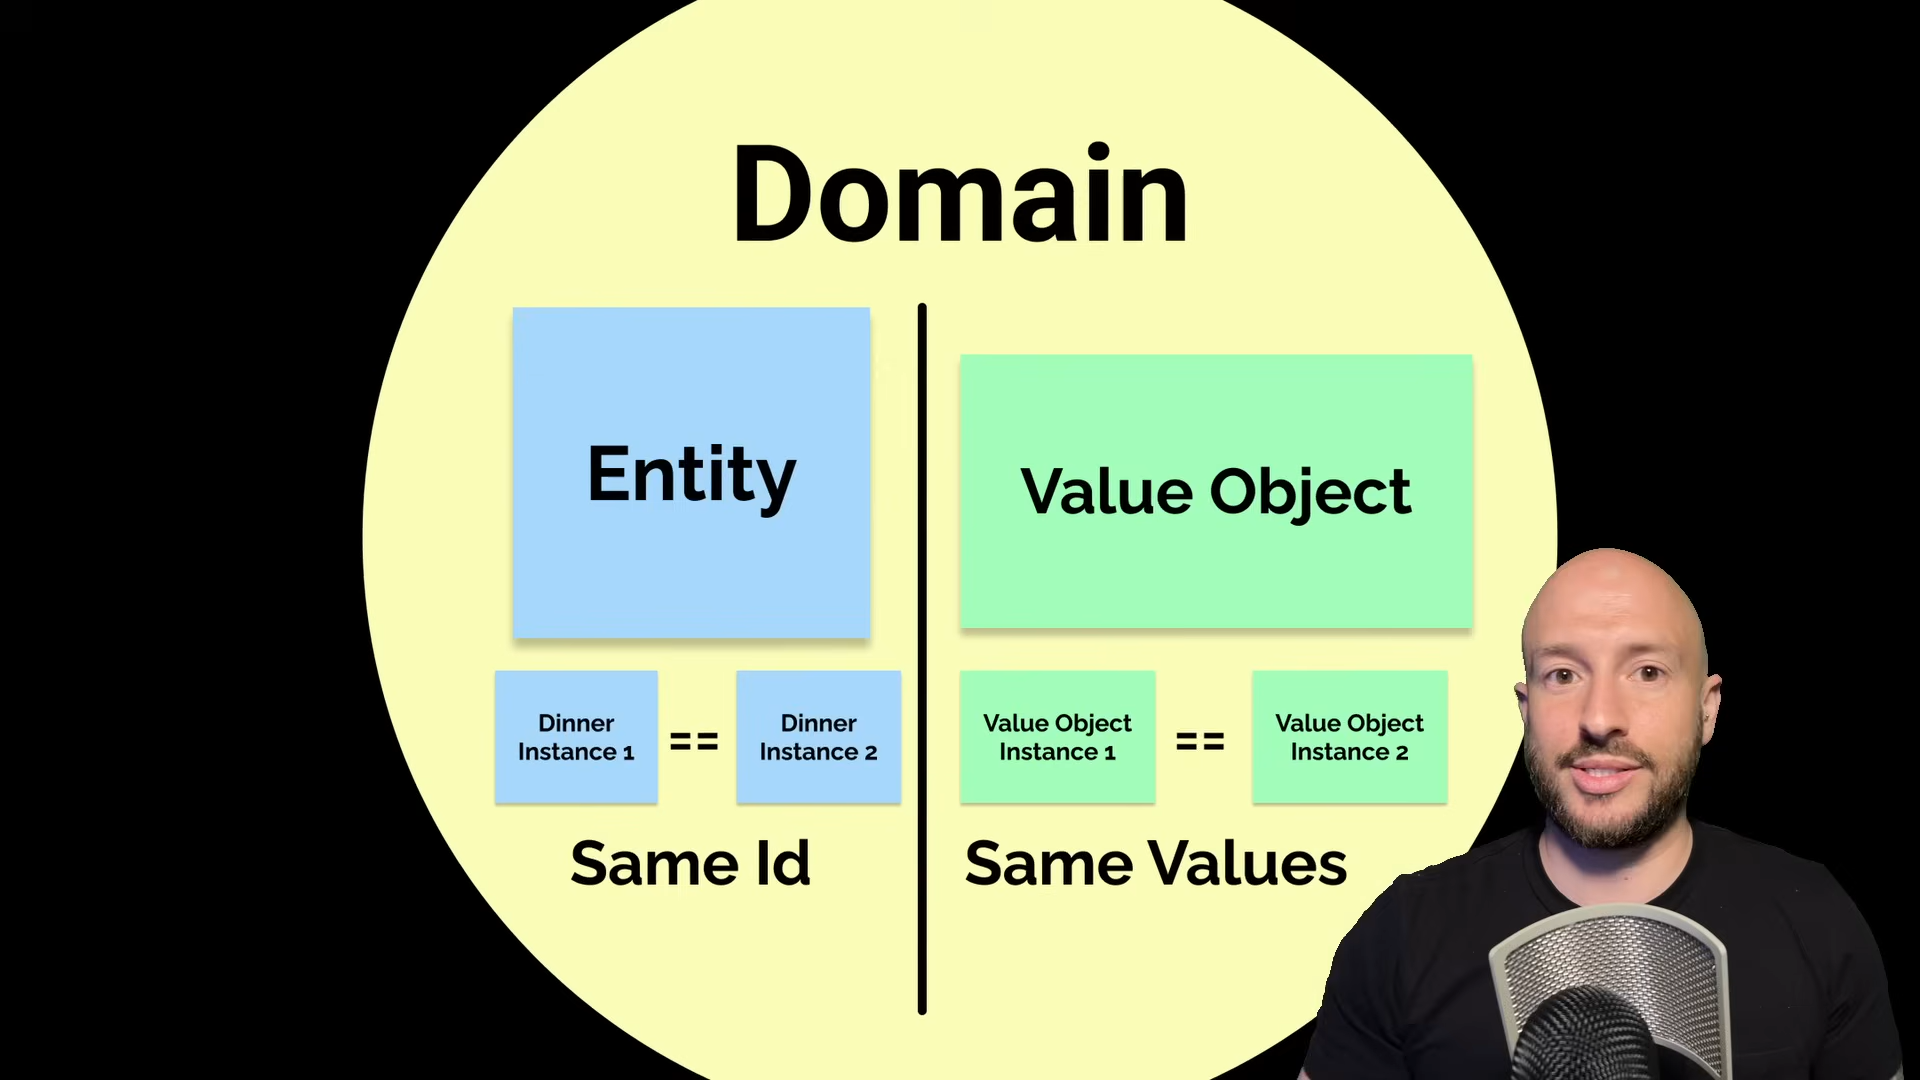 Domain
Entity
Dinner
Instance 1
==
Dinner
Instance 2
Same Id
Value Object
Value Object
Instance 1
==
Value Object
Instance 2
Same Values